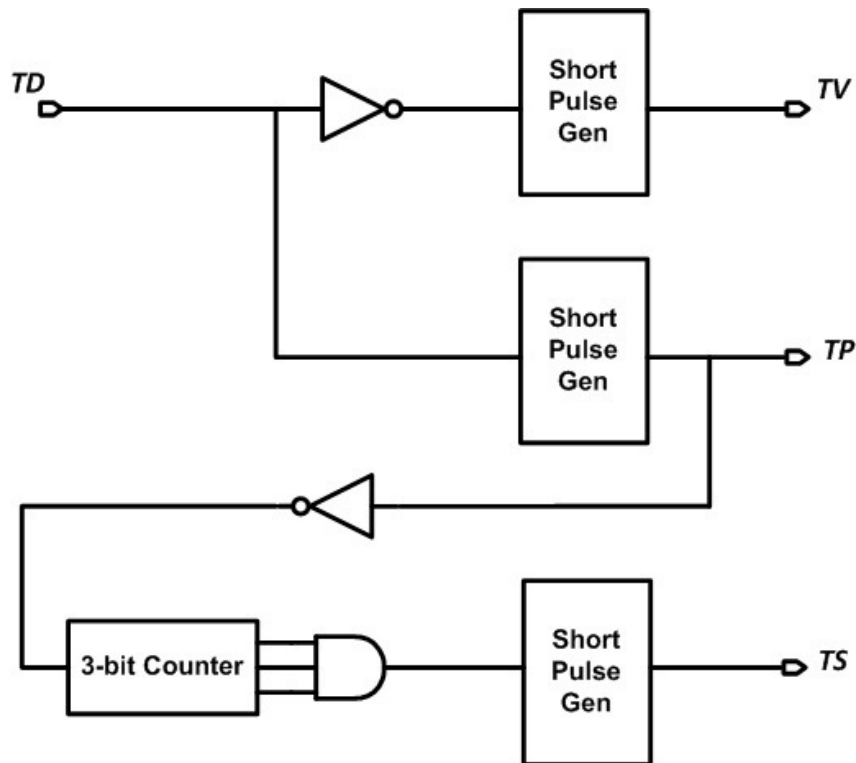 TD
Short
Pulse
Gen
TV
Short
Pulse
Gen
TP
3-bit Counter
Short
Pulse
Gen
TS